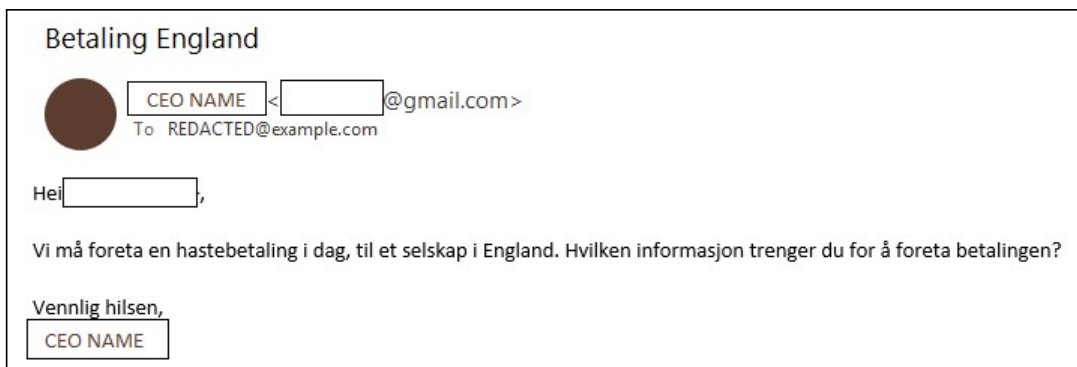 Betaling England
CEO NAME < @gmail.com>
To REDACTED@example.com
Hei ,
Vi må foreta en hastebetaling i dag, til et selskap i England. Hvilken informasjon trenger du for å foreta betalingen?
Vennlig hilsen,
CEO NAME